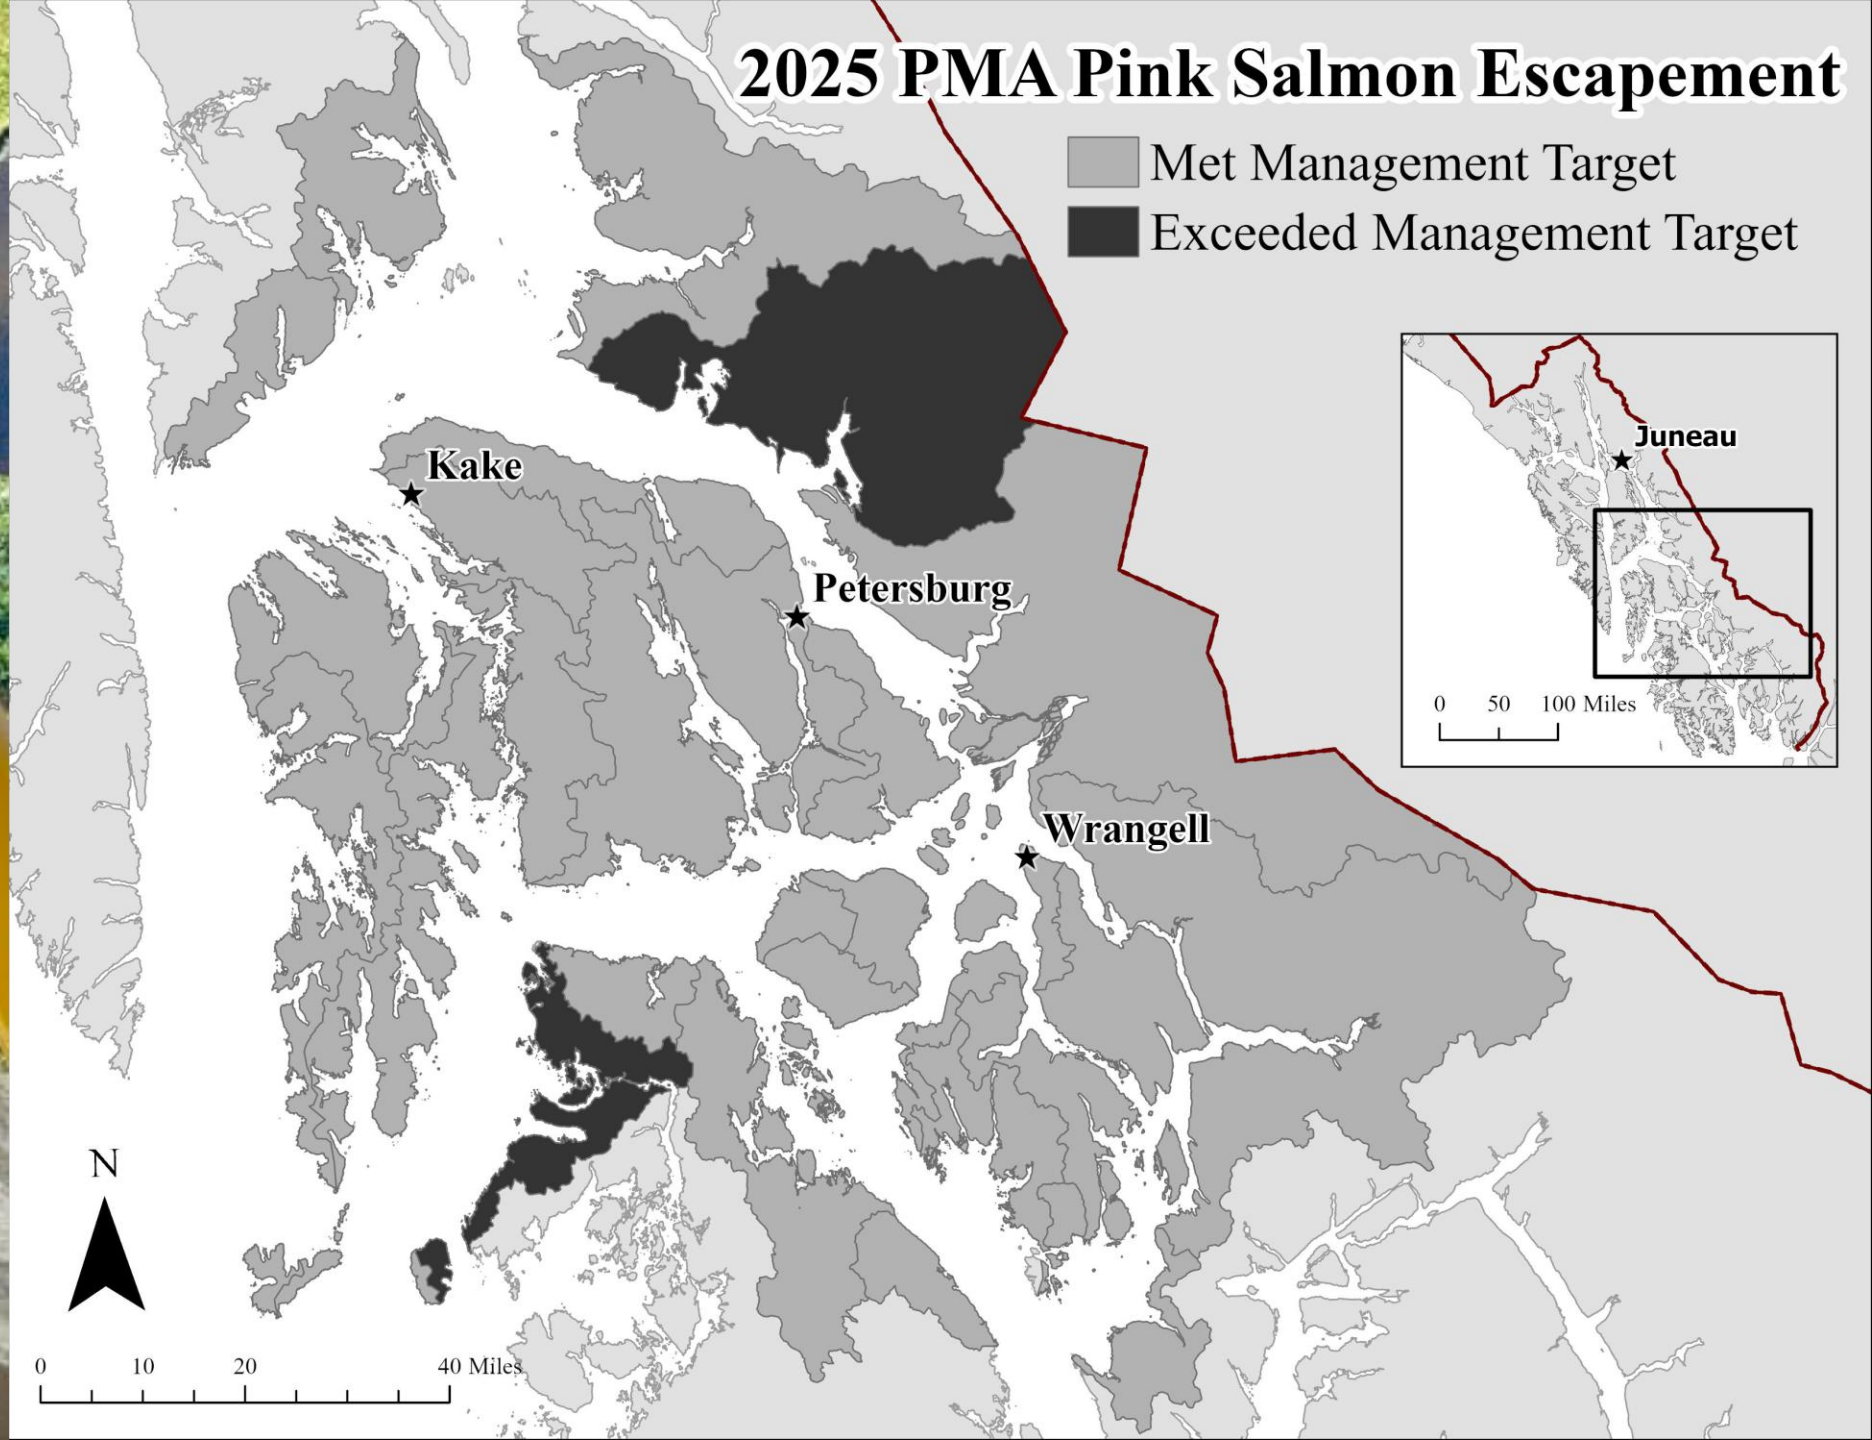 2025 PMA Pink Salmon Escapement
Met Management Target
Exceeded Management Target
Juneau
0 50 100 Miles
Kake
Petersburg
Wrangell
N
0 10 20 40 Miles